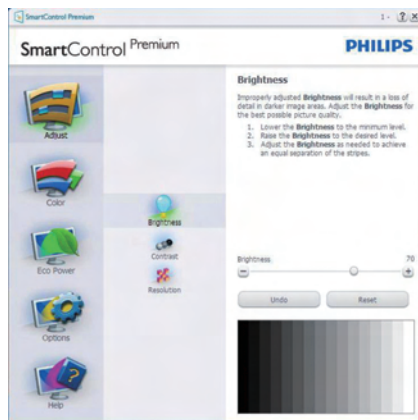 SmartControl Premium
1 - ? X
SmartControl Premium
PHILIPS
Adjust
Color
Eco Power
Options
Help
Brightness
Contrast
Resolution
Brightness
Improperly adjusted Brightness will result in a loss of
detail in darker image areas. Adjust the Brightness for
the best possible picture quality.
1. Lower the Brightness to the minimum level.
2. Raise the Brightness to the desired level.
3. Adjust the Brightness as needed to achieve
an equal separation of the stripes.
Brightness 70
Undo Reset